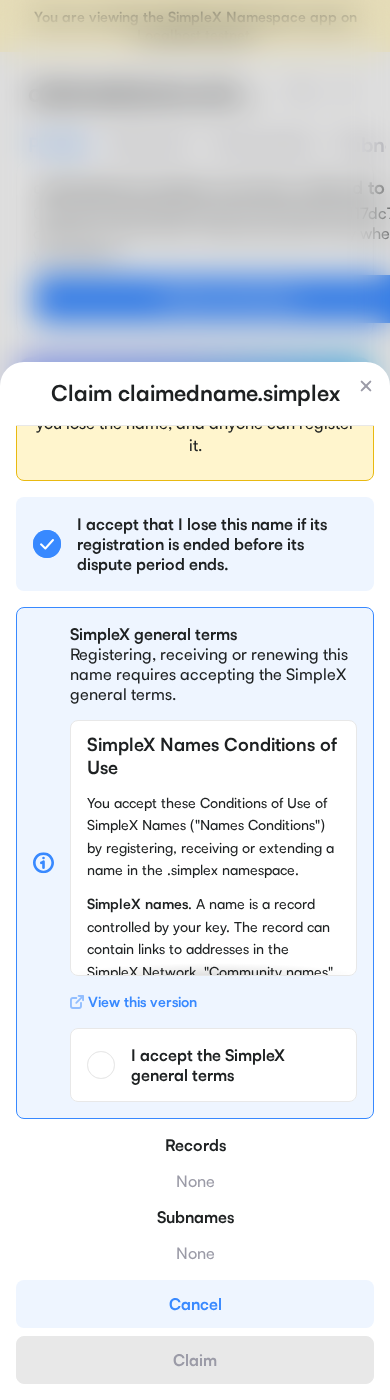 You are viewing the SimpleX Namespace app on
Claim claimedname.simplex
you lose the name, and anyone can register
it.
I accept that I lose this name if its
registration is ended before its
dispute period ends.
SimpleX general terms
Registering, receiving or renewing this
name requires accepting the SimpleX
general terms.
SimpleX Names Conditions of
Use
You accept these Conditions of Use of
SimpleX Names ("Names Conditions")
by registering, receiving or extending a
name in the .simplex namespace.
SimpleX names. A name is a record
controlled by your key. The record can
contain links to addresses in the
SimpleX Network. "Community names"
View this version
I accept the SimpleX
general terms
Records
None
Subnames
None
Cancel
Claim